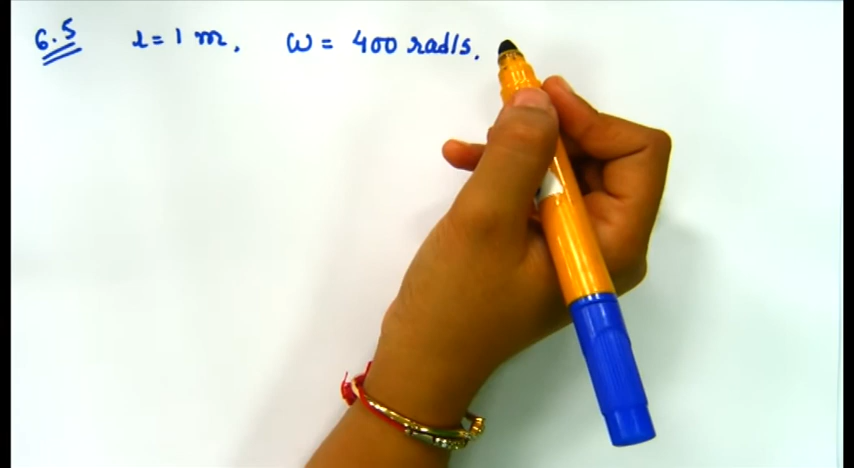 6.5 l = 1 m, ω = 400 rad/s.